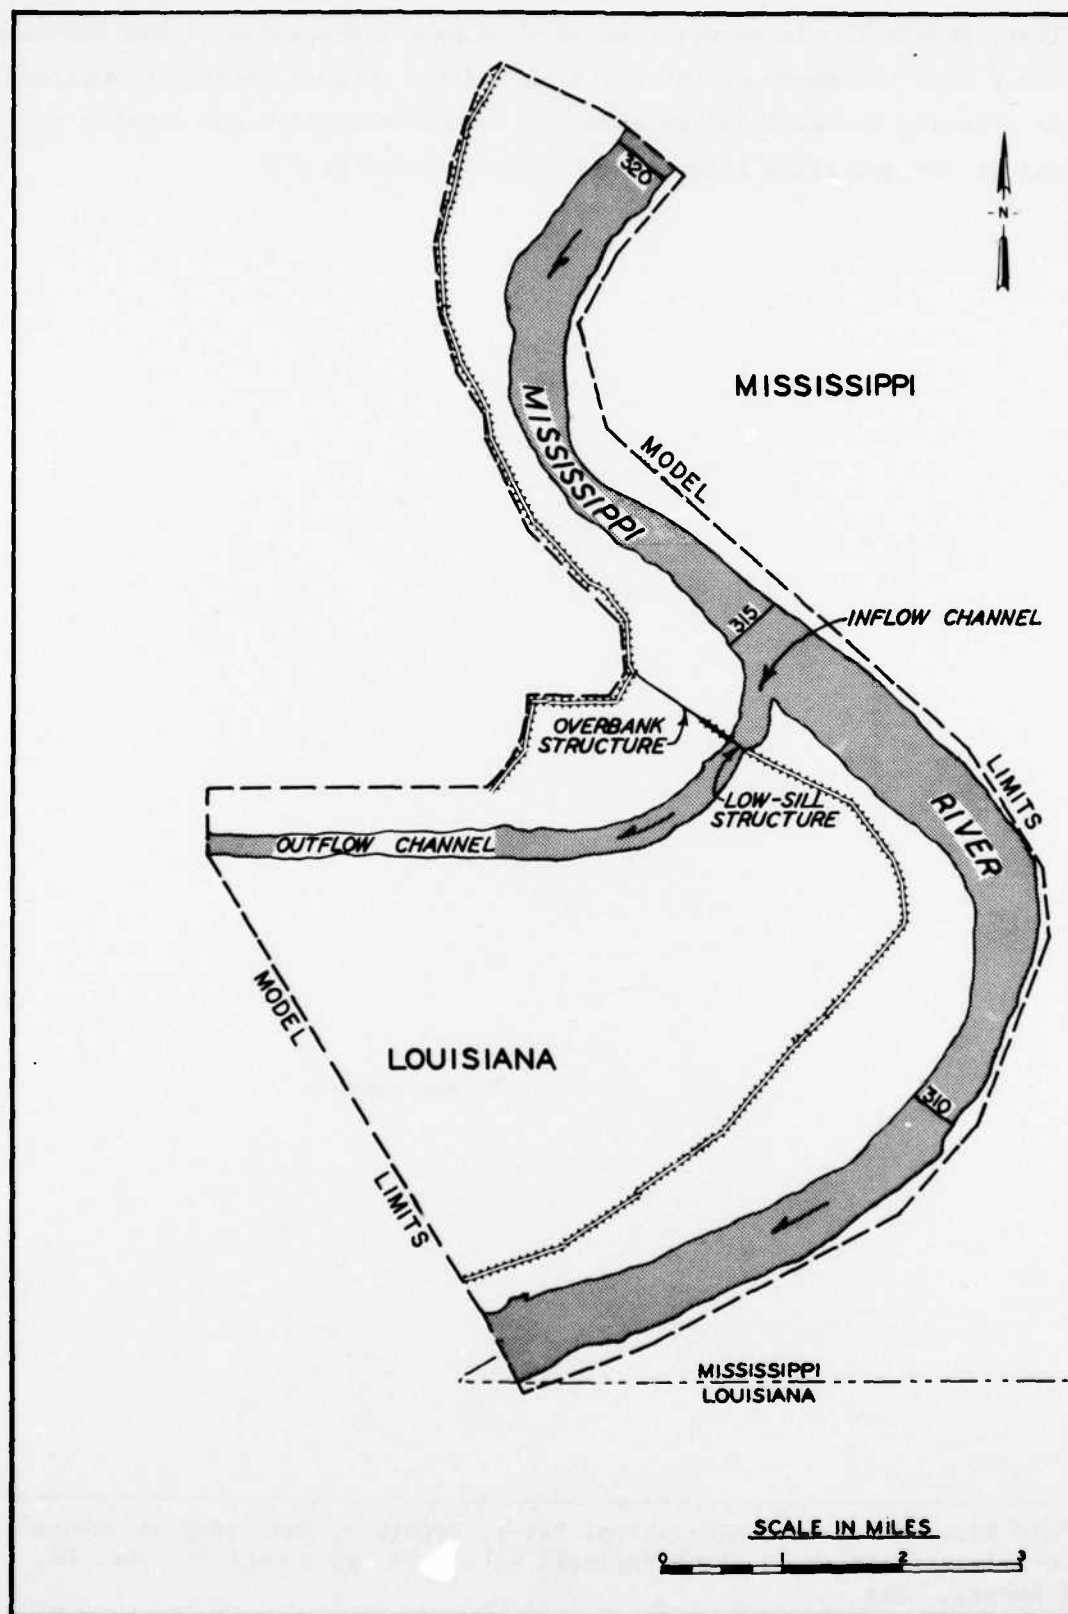 320
- N -
MISSISSIPPI
MISSISSIPPI
MODEL
315
INFLOW CHANNEL
OVERBANK
STRUCTURE
LOW-SILL
STRUCTURE
LIMITS
RIVER
OUTFLOW CHANNEL
MODEL
LOUISIANA
310
LIMITS
MISSISSIPPI
LOUISIANA
SCALE IN MILES
0 1 2 3